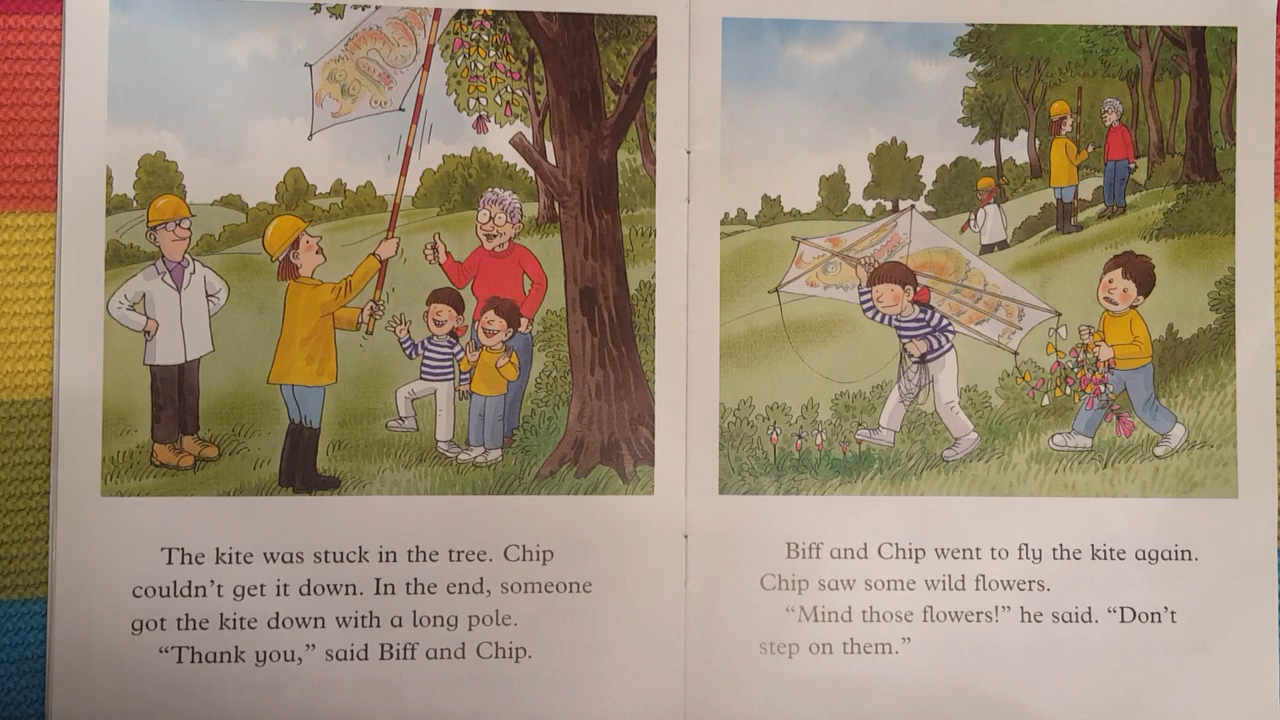 The kite was stuck in the tree. Chip
couldn't get it down. In the end, someone
got the kite down with a long pole.
“Thank you,” said Biff and Chip.
Biff and Chip went to fly the kite again.
Chip saw some wild flowers.
“Mind those flowers!” he said. “Don't
step on them.”